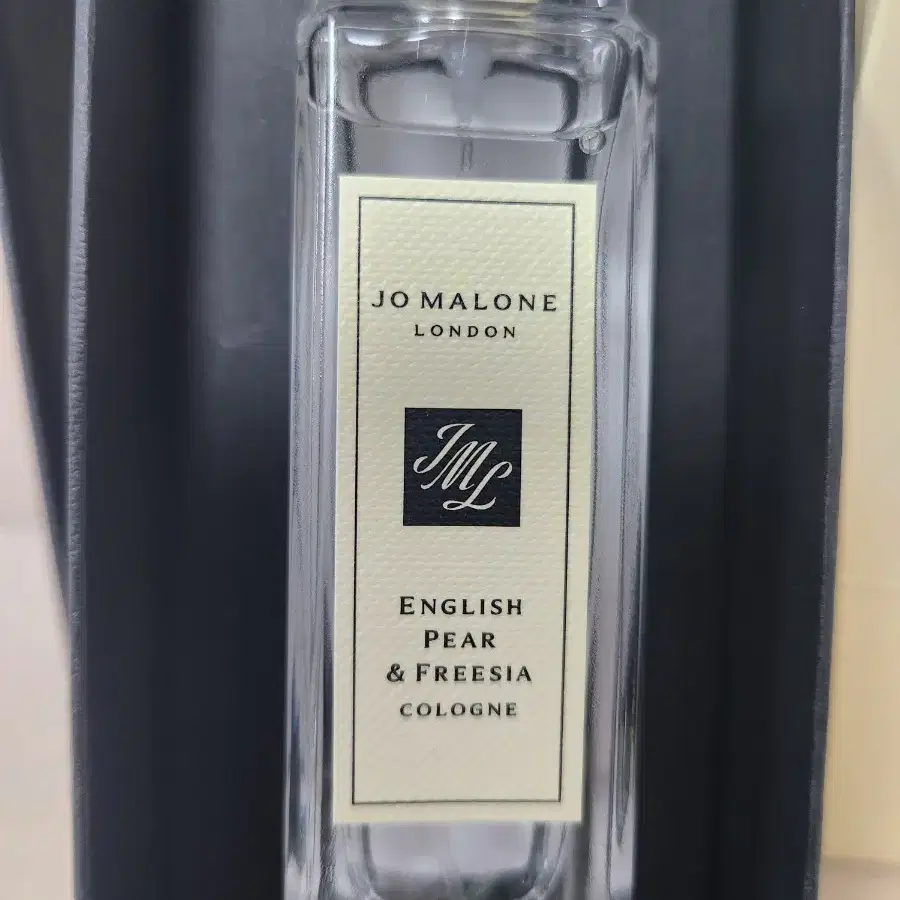 JO MALONE
LONDON
JML
ENGLISH
PEAR
& FREESIA
COLOGNE